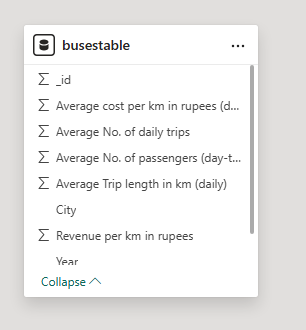 busestable
_id
Average cost per km in rupees (d...
Average No. of daily trips
Average No. of passengers (day-t...
Average Trip length in km (daily)
City
Revenue per km in rupees
Year
Collapse